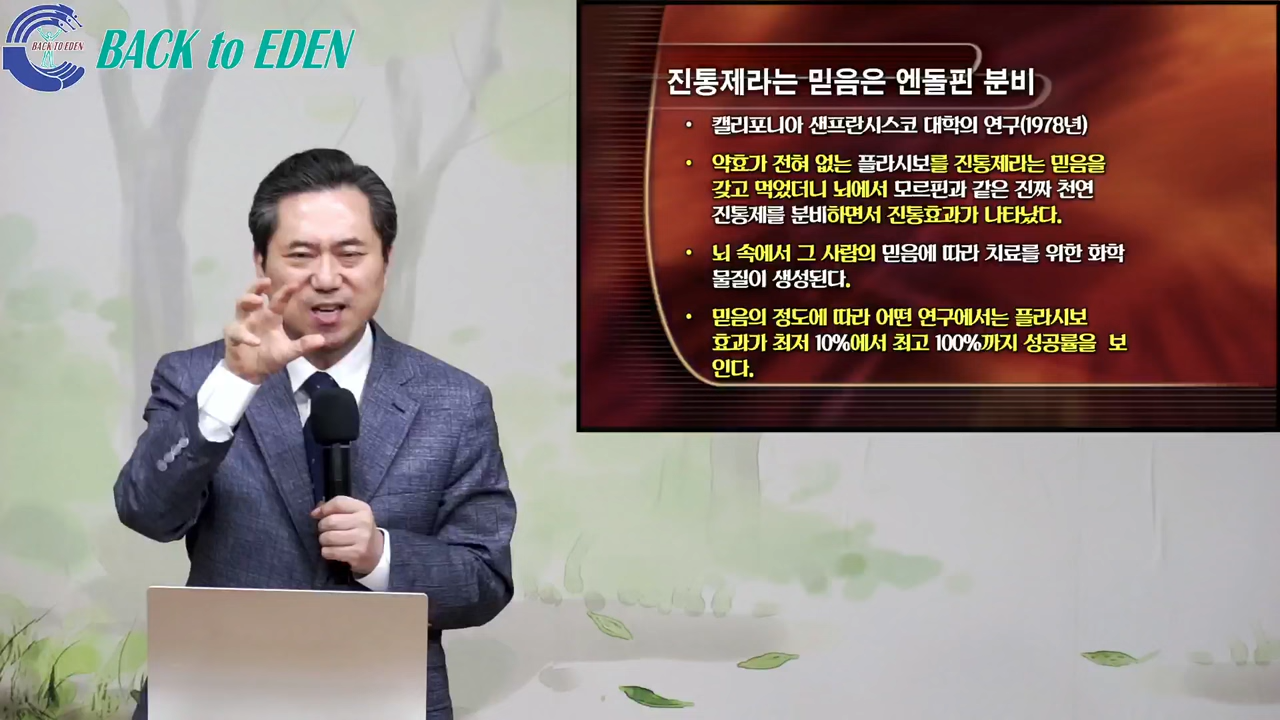 BACK TO EDEN
BACK to EDEN
진통제라는 믿음은 엔돌핀 분비
• 캘리포니아 샌프란시스코 대학의 연구(1978년)
• 약효가 전혀 없는 플라시보를 진통제라는 믿음을
갖고 먹었더니 뇌에서 모르핀과 같은 진짜 천연
진통제를 분비하면서 진통효과가 나타났다.
• 뇌 속에서 그 사람의 믿음에 따라 치료를 위한 화학
물질이 생성된다.
• 믿음의 정도에 따라 어떤 연구에서는 플라시보
효과가 최저 10%에서 최고 100%까지 성공률을 보
인다.